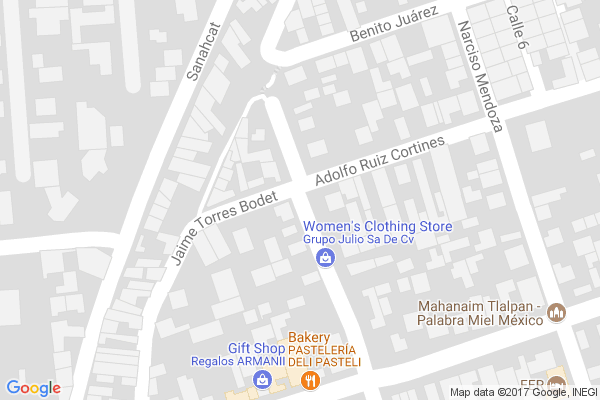 Benito Juárez
Calle 6
Sanahcat
Narciso Mendoza
Adolfo Ruiz Cortines
Jaime Torres Bodet
Women's Clothing Store
Grupo Julio Sa De Cv
Mahanaim Tlalpan -
Palabra Miel México
Bakery
PASTELERÍA
DELI PASTELI
Gift Shop
Regalos ARMANII
Google
Map data ©2017 Google, INEGI